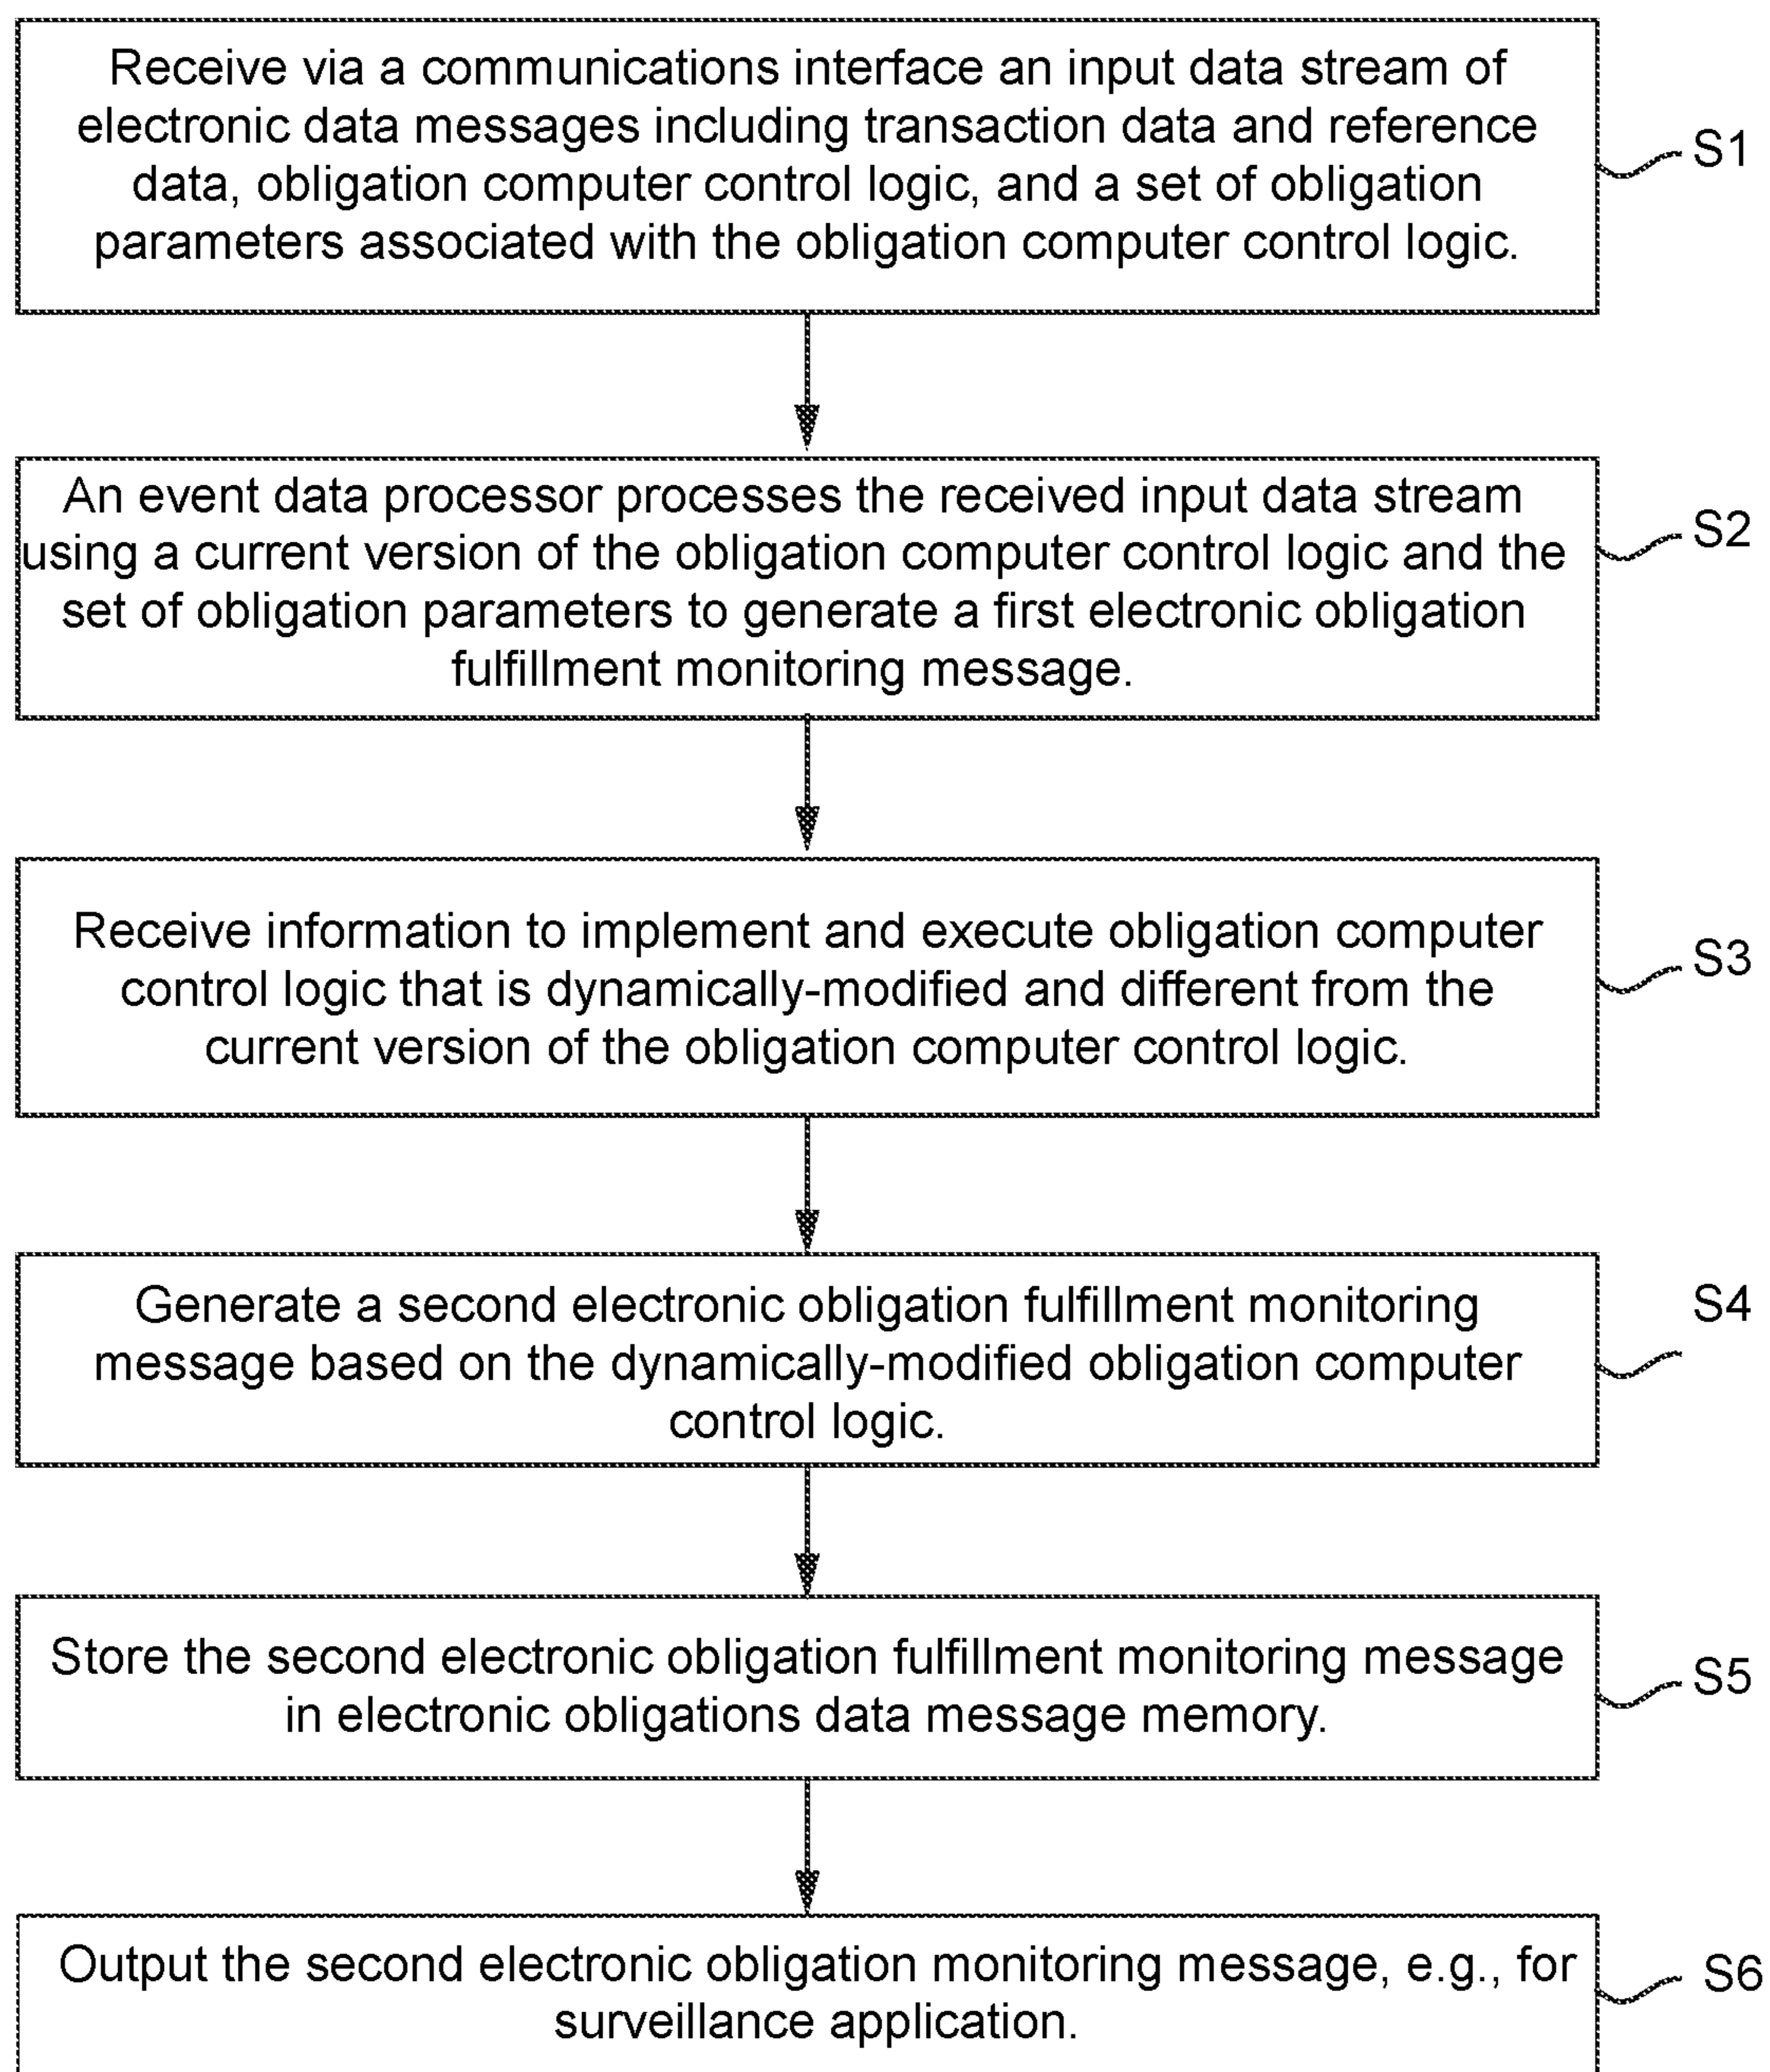 Receive via a communications interface an input data stream of
electronic data messages including transaction data and reference
data, obligation computer control logic, and a set of obligation
parameters associated with the obligation computer control logic.
S1
An event data processor processes the received input data stream
using a current version of the obligation computer control logic and the
set of obligation parameters to generate a first electronic obligation
fulfillment monitoring message.
S2
Receive information to implement and execute obligation computer
control logic that is dynamically-modified and different from the
current version of the obligation computer control logic.
S3
Generate a second electronic obligation fulfillment monitoring
message based on the dynamically-modified obligation computer
control logic.
S4
Store the second electronic obligation fulfillment monitoring message
in electronic obligations data message memory.
S5
Output the second electronic obligation monitoring message, e.g., for
surveillance application.
S6